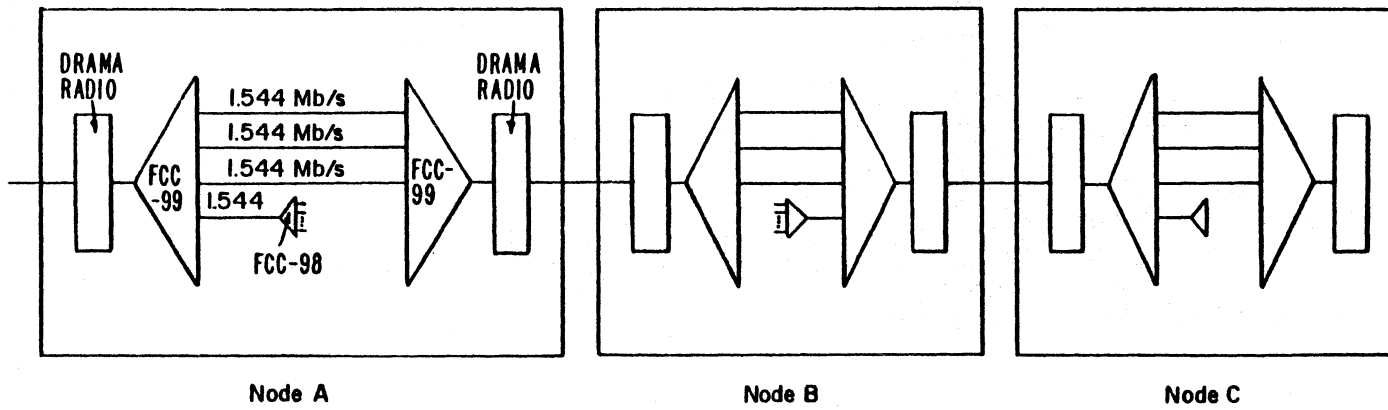 DRAMA
RADIO
DRAMA
RADIO
1.544 Mb/s
1.544 Mb/s
1.544 Mb/s
1.544
FCC
-99
FCC-
99
FCC-98
Node A
Node B
Node C